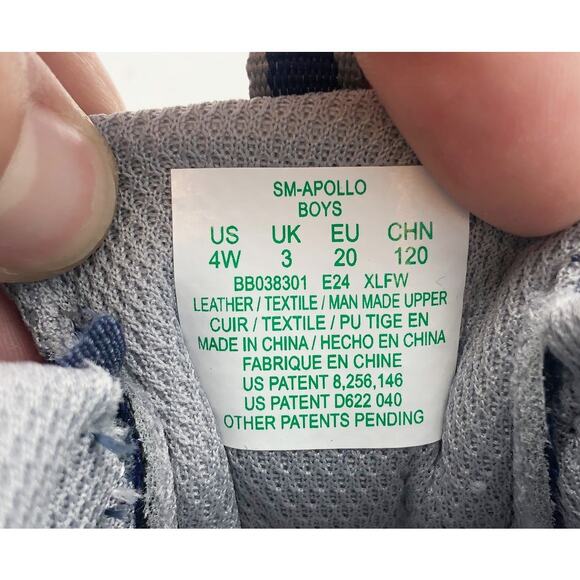 SM-APOLLO
BOYS
US UK EU CHN
4W 3 20 120
BB038301 E24 XLFW
LEATHER / TEXTILE / MAN MADE UPPER
CUIR / TEXTILE / PU TIGE EN
MADE IN CHINA / HECHO EN CHINA
FABRIQUE EN CHINE
US PATENT 8,256,146
US PATENT D622 040
OTHER PATENTS PENDING